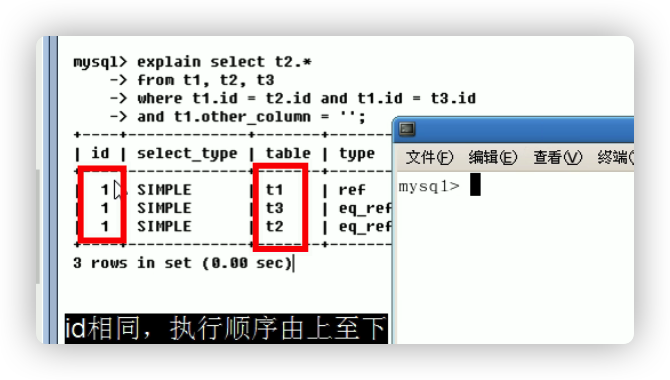 mysql> explain select t2.*
-> from t1, t2, t3
-> where t1.id = t2.id and t1.id = t3.id
-> and t1.other_column = '';
| id | select_type | table | type
| 1 | SIMPLE | t1 | ref
| 1 | SIMPLE | t3 | eq_ref
| 1 | SIMPLE | t2 | eq_ref
3 rows in set (0.00 sec)
id相同，执行顺序由上至下
文件(F) 编辑(E) 查看(V) 终端(
mysql>